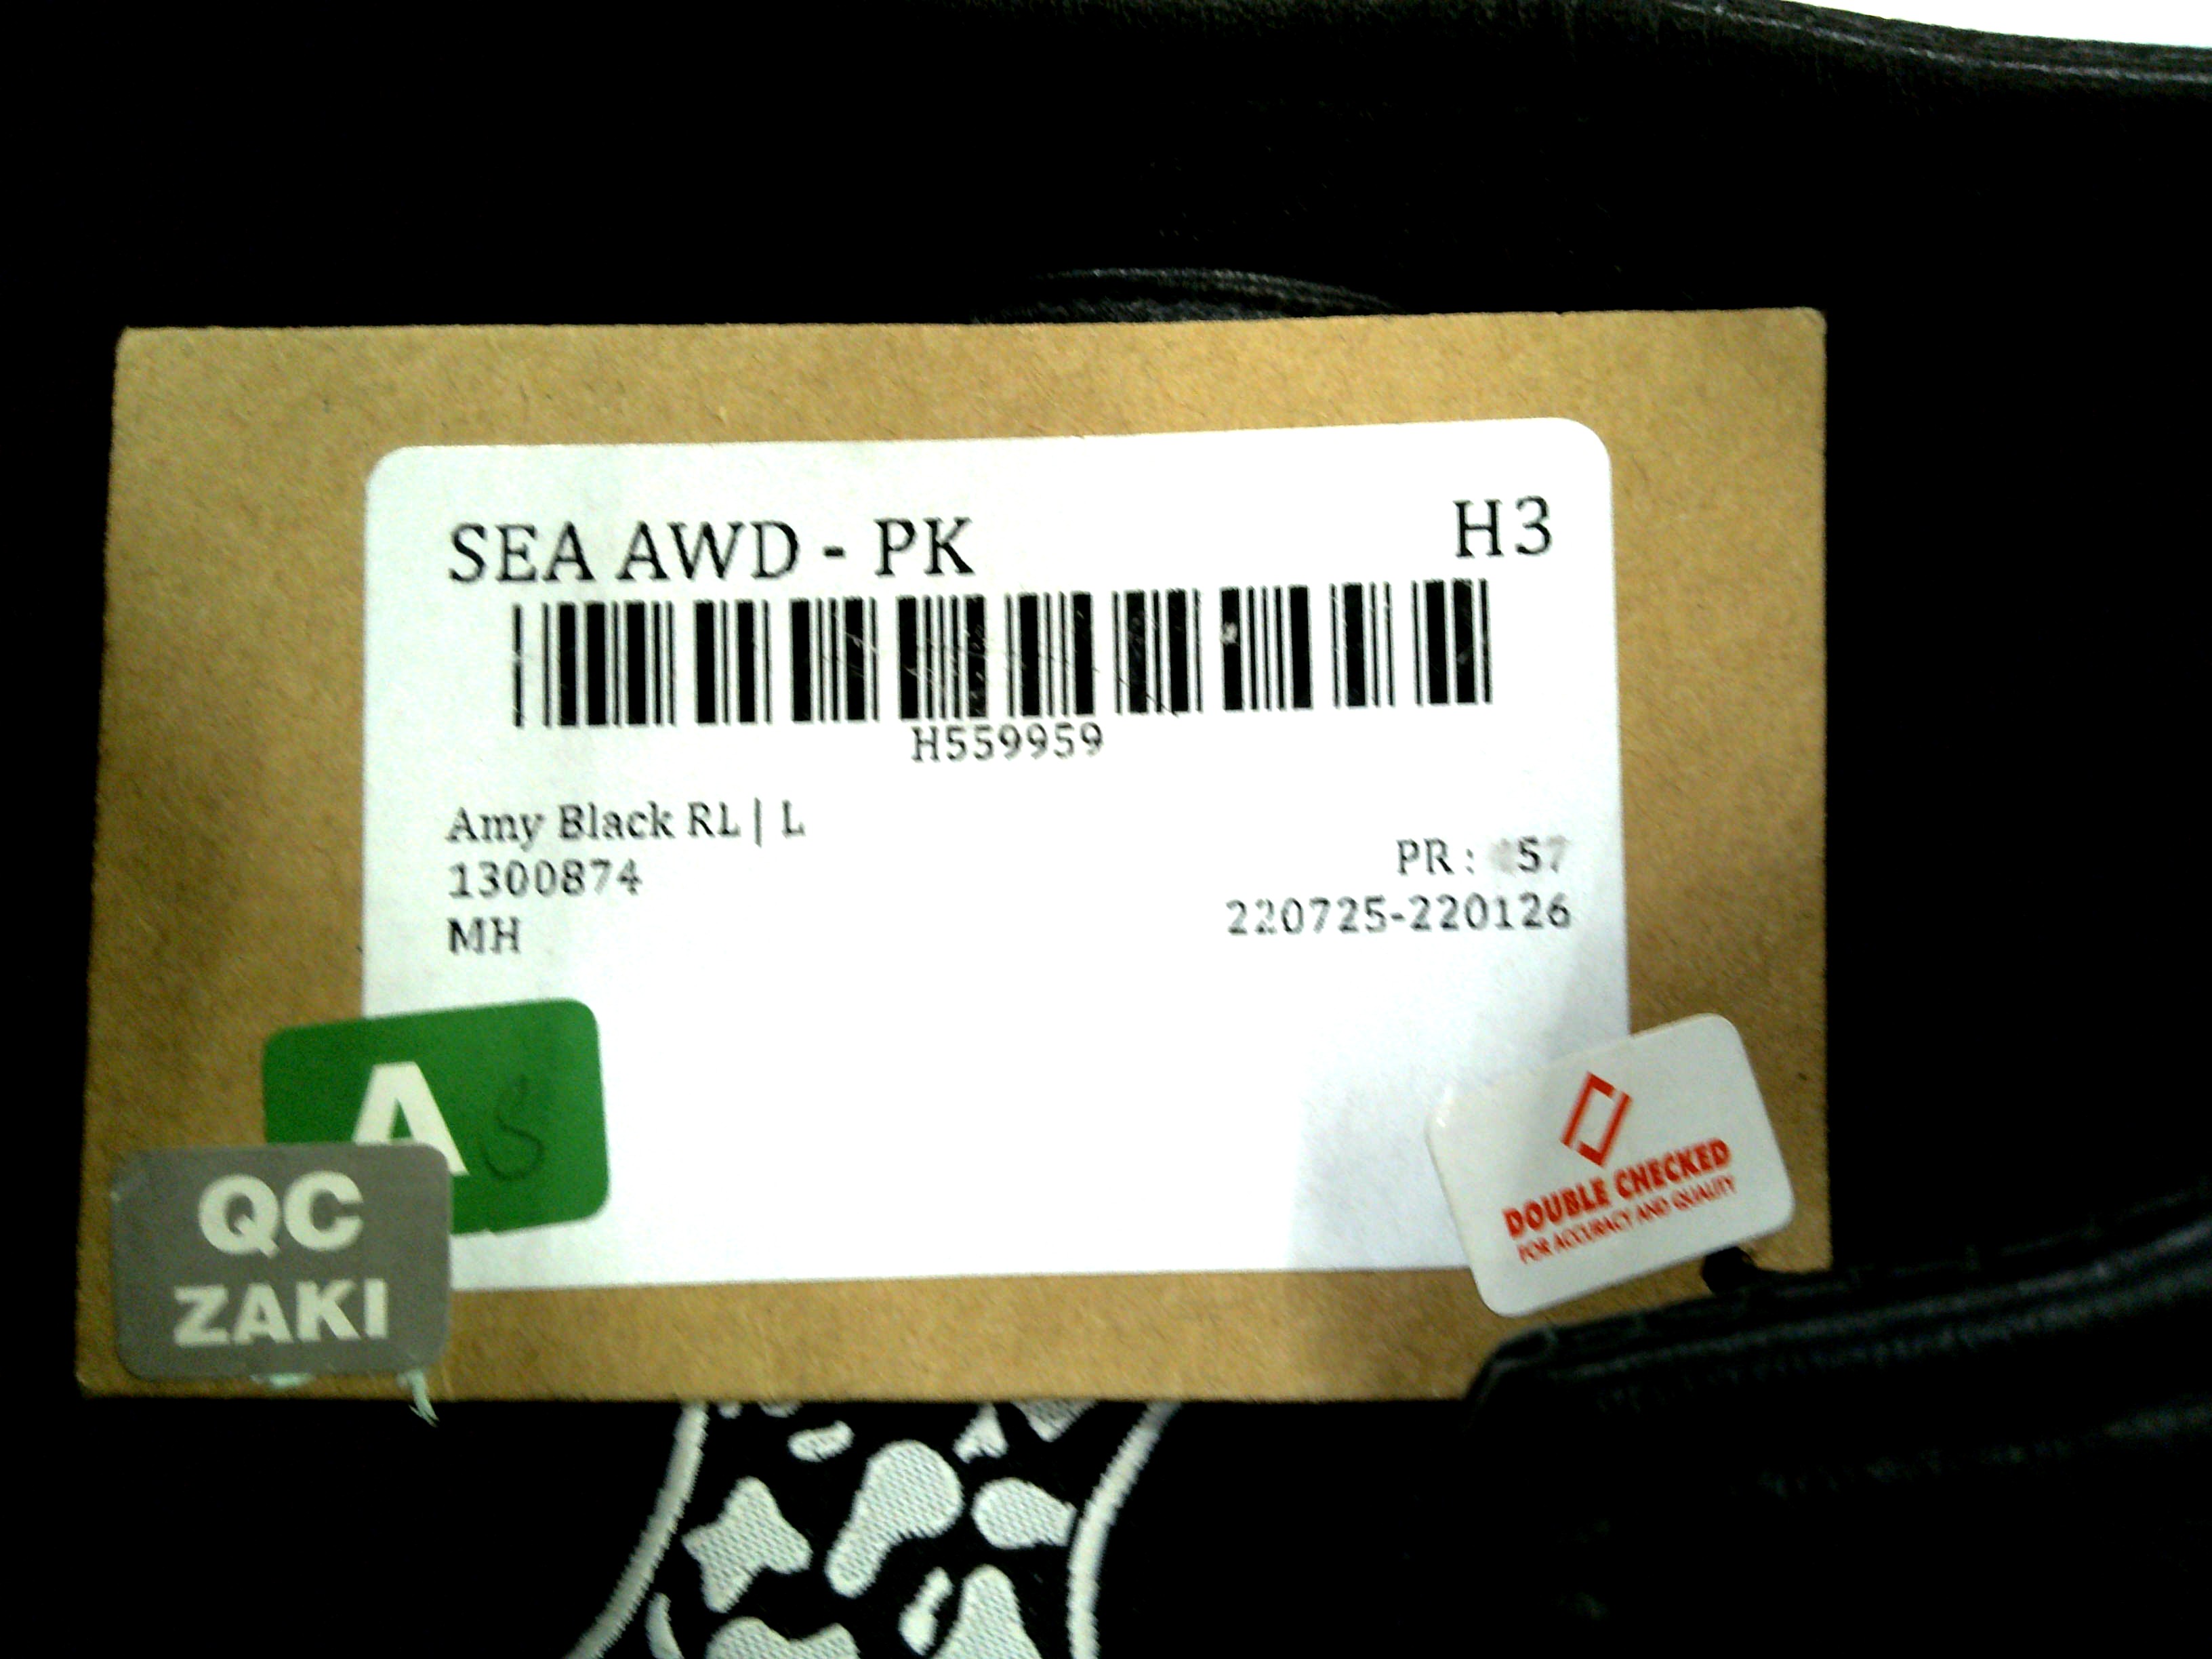 SEA AWD - PK
H3
H559959
Amy Black RL | L
1300874
MH
PR :
220725-220126
A S
QC
ZAKI
DOUBLE CHECKED
FOR ACCURACY AND QUALITY